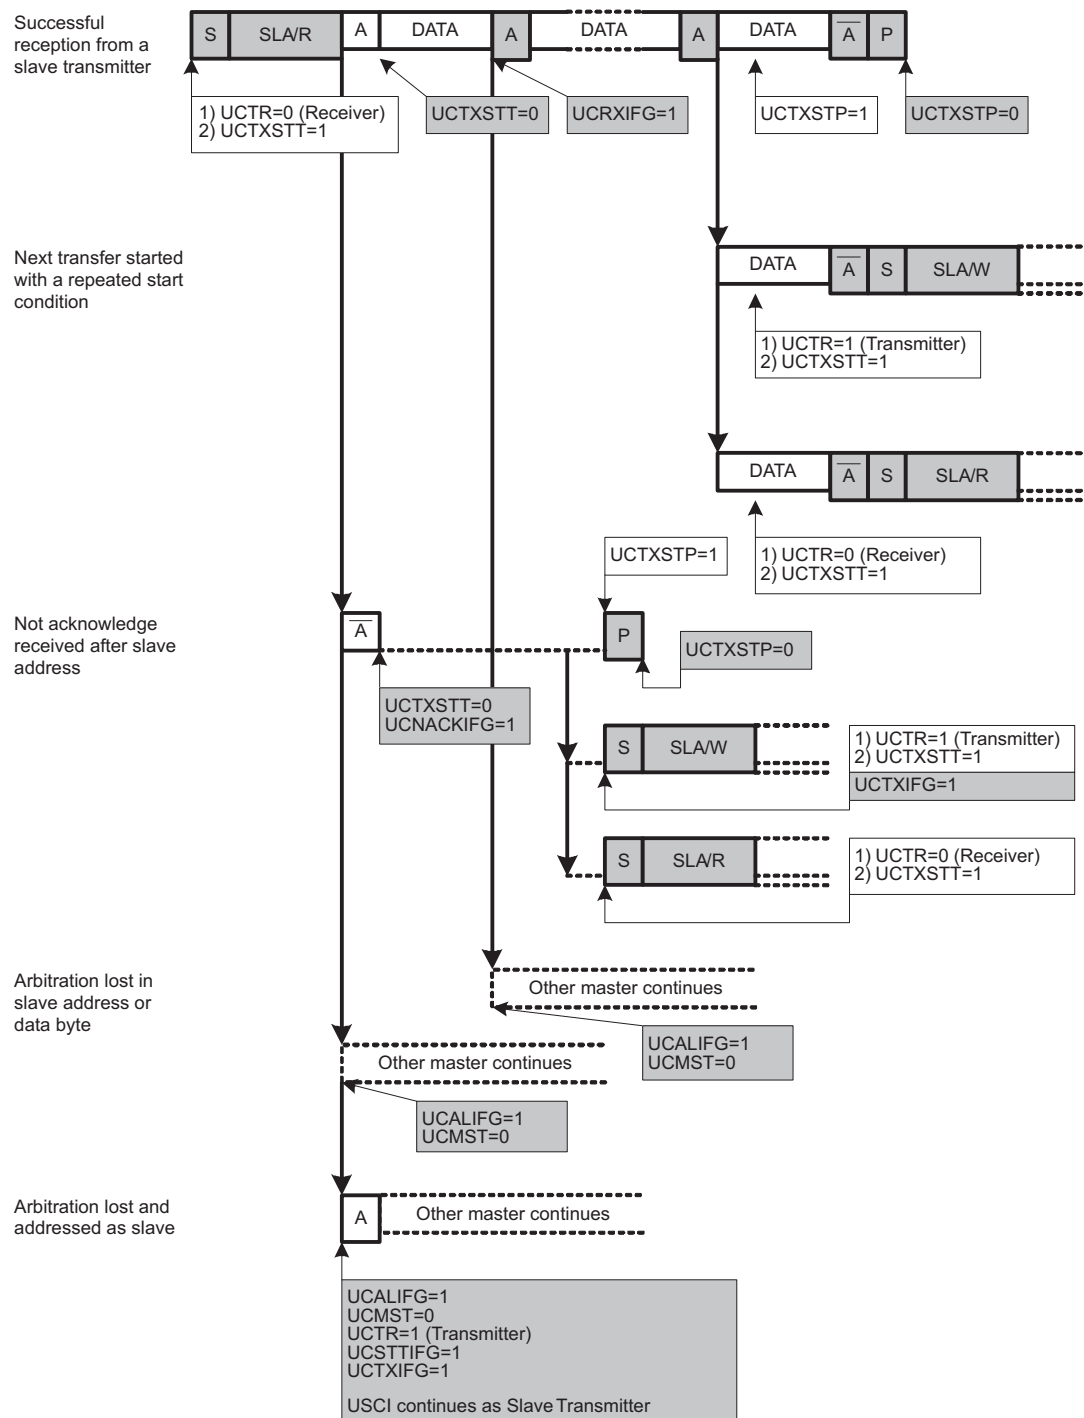 Successful
reception from a
slave transmitter
S SLA/R A DATA A DATA A DATA A P
1) UCTR=0 (Receiver)
2) UCTXSTT=1
UCTXSTT=0
UCRXIFG=1
UCTXSTP=1
UCTXSTP=0
Next transfer started
with a repeated start
condition
DATA A S SLA/W
1) UCTR=1 (Transmitter)
2) UCTXSTT=1
DATA A S SLA/R
1) UCTR=0 (Receiver)
2) UCTXSTT=1
UCTXSTP=1
Not acknowledge
received after slave
address
A
P
UCTXSTP=0
UCTXSTT=0
UCNACKIFG=1
S SLA/W
1) UCTR=1 (Transmitter)
2) UCTXSTT=1
UCTXIFG=1
S SLA/R
1) UCTR=0 (Receiver)
2) UCTXSTT=1
Arbitration lost in
slave address or
data byte
Other master continues
UCALIFG=1
UCMST=0
Other master continues
UCALIFG=1
UCMST=0
Arbitration lost and
addressed as slave
A Other master continues
UCALIFG=1
UCMST=0
UCTR=1 (Transmitter)
UCSTTIFG=1
UCTXIFG=1
USCI continues as Slave Transmitter